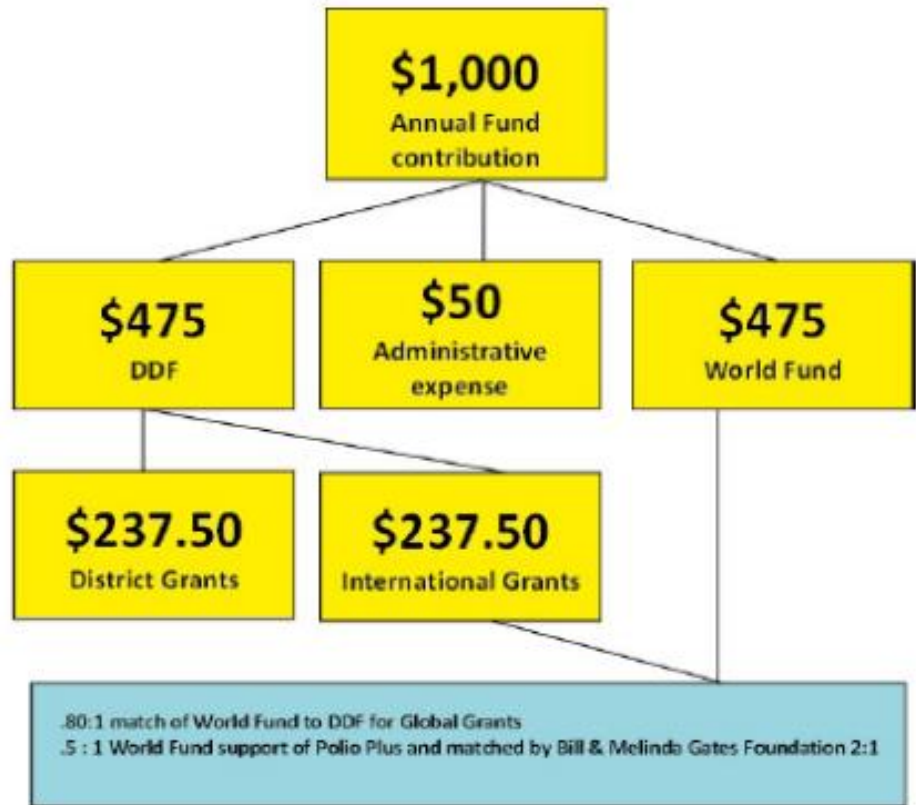 $1,000
Annual Fund
contribution
$475
DDF
$50
Administrative
expense
$475
World Fund
$237.50
District Grants
$237.50
International Grants
.80:1 match of World Fund to DDF for Global Grants
.5 : 1 World Fund support of Polio Plus and matched by Bill & Melinda Gates Foundation 2:1